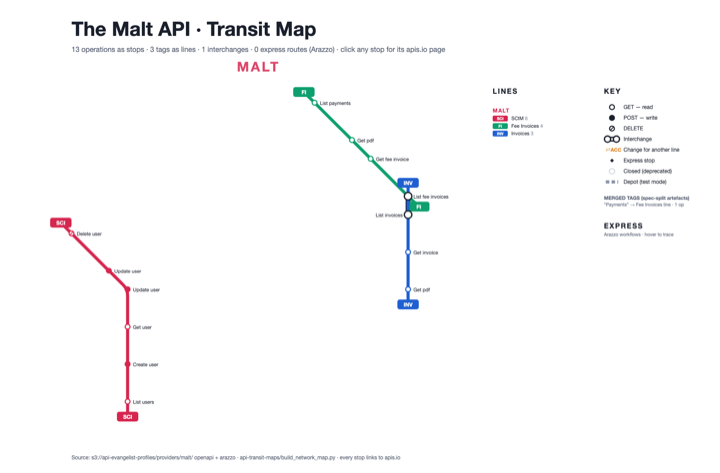 The Malt API · Transit Map
13 operations as stops · 3 tags as lines · 1 interchanges · 0 express routes (Arazzo) · click any stop for its apis.io page
MALT
FI
List payments
Get pdf
Get fee invoice
INV
List fee invoices
FI
List invoices
Get invoice
Get pdf
INV
SCI
Delete user
Update user
Update user
Get user
Create user
List users
SCI
LINES
MALT
SCI SCIM 6
FI Fee Invoices 4
INV Invoices 3
KEY
GET — read
POST — write
DELETE
Interchange
Change for another line
Express stop
Closed (deprecated)
Depot (test mode)
MERGED TAGS (spec-split artefacts)
"Payments" → Fee Invoices line · 1 op
EXPRESS
Arazzo workflows · hover to trace
Source: s3://api-evangelist-profiles/providers/malt/ openapi + arazzo · api-transit-maps/build_network_map.py · every stop links to apis.io